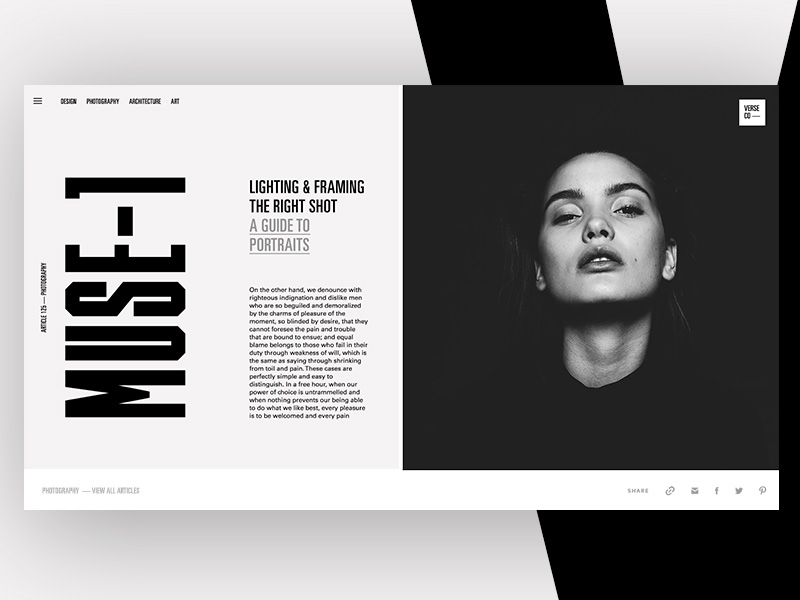 DESIGN PHOTOGRAPHY ARCHITECTURE ART
VERSE
CO —
ARTICLE 125 — PHOTOGRAPHY
MUSE-1
LIGHTING & FRAMING
THE RIGHT SHOT
A GUIDE TO
PORTRAITS
On the other hand, we denounce with
righteous indignation and dislike men
who are so beguiled and demoralized
by the charms of pleasure of the
moment, so blinded by desire, that they
cannot foresee the pain and trouble
that are bound to ensue; and equal
blame belongs to those who fail in their
duty through weakness of will, which is
the same as saying through shrinking
from toil and pain. These cases are
perfectly simple and easy to
distinguish. In a free hour, when our
power of choice is untrammelled and
when nothing prevents our being able
to do what we like best, every pleasure
is to be welcomed and every pain
PHOTOGRAPHY — VIEW ALL ARTICLES
SHARE